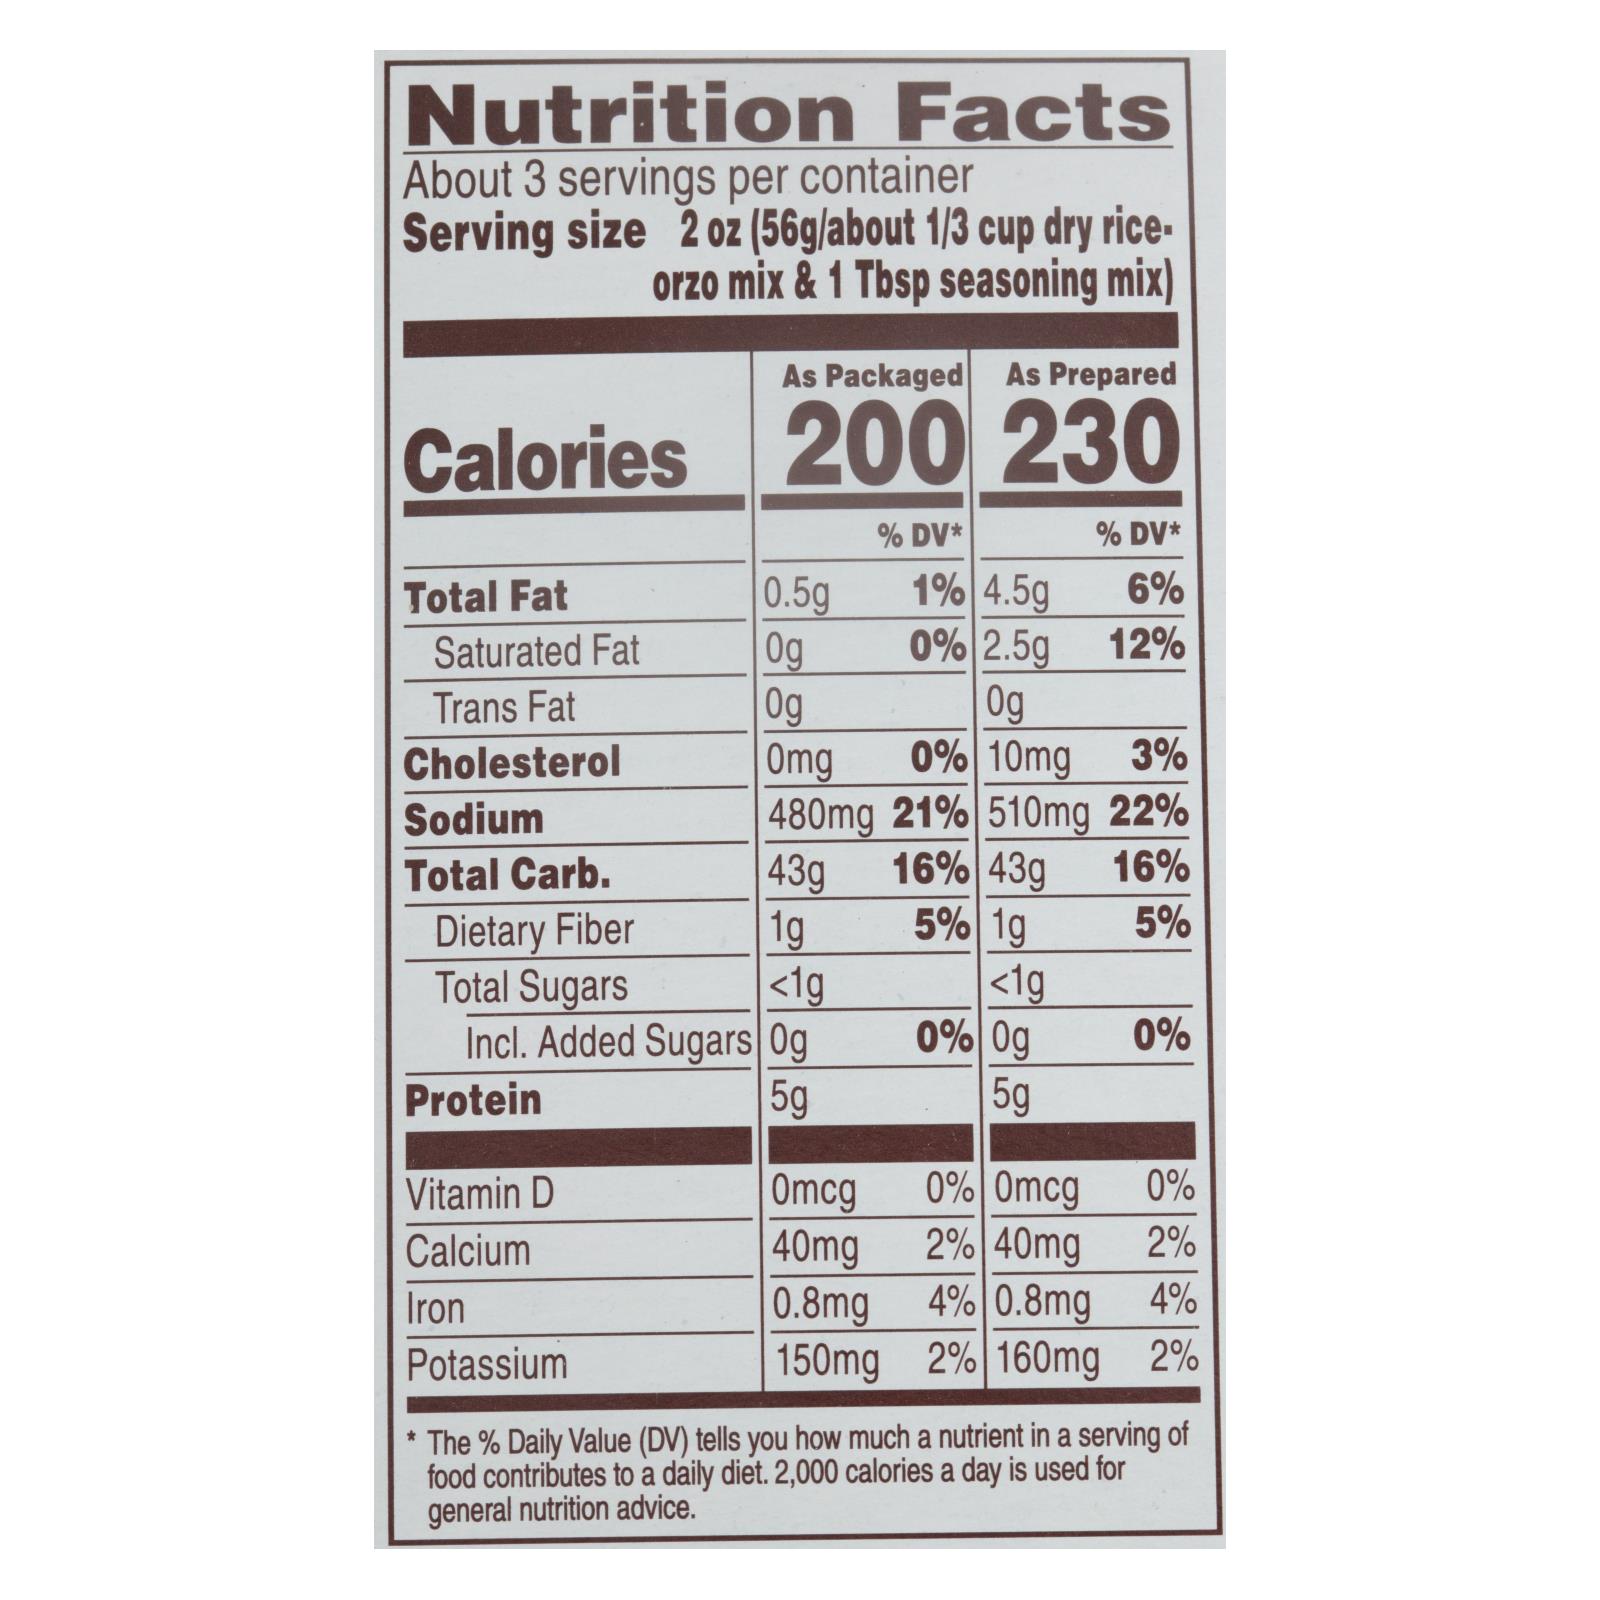 Nutrition Facts
About 3 servings per container
Serving size 2 oz (56g/about 1/3 cup dry rice-
orzo mix & 1 Tbsp seasoning mix)
As Packaged As Prepared
Calories 200 230
% DV* % DV*
Total Fat 0.5g 1% 4.5g 6%
Saturated Fat 0g 0% 2.5g 12%
Trans Fat 0g 0g
Cholesterol 0mg 0% 10mg 3%
Sodium 480mg 21% 510mg 22%
Total Carb. 43g 16% 43g 16%
Dietary Fiber 1g 5% 1g 5%
Total Sugars <1g <1g
Incl. Added Sugars 0g 0% 0g 0%
Protein 5g 5g
Vitamin D 0mcg 0% 0mcg 0%
Calcium 40mg 2% 40mg 2%
Iron 0.8mg 4% 0.8mg 4%
Potassium 150mg 2% 160mg 2%
* The % Daily Value (DV) tells you how much a nutrient in a serving of
food contributes to a daily diet. 2,000 calories a day is used for
general nutrition advice.